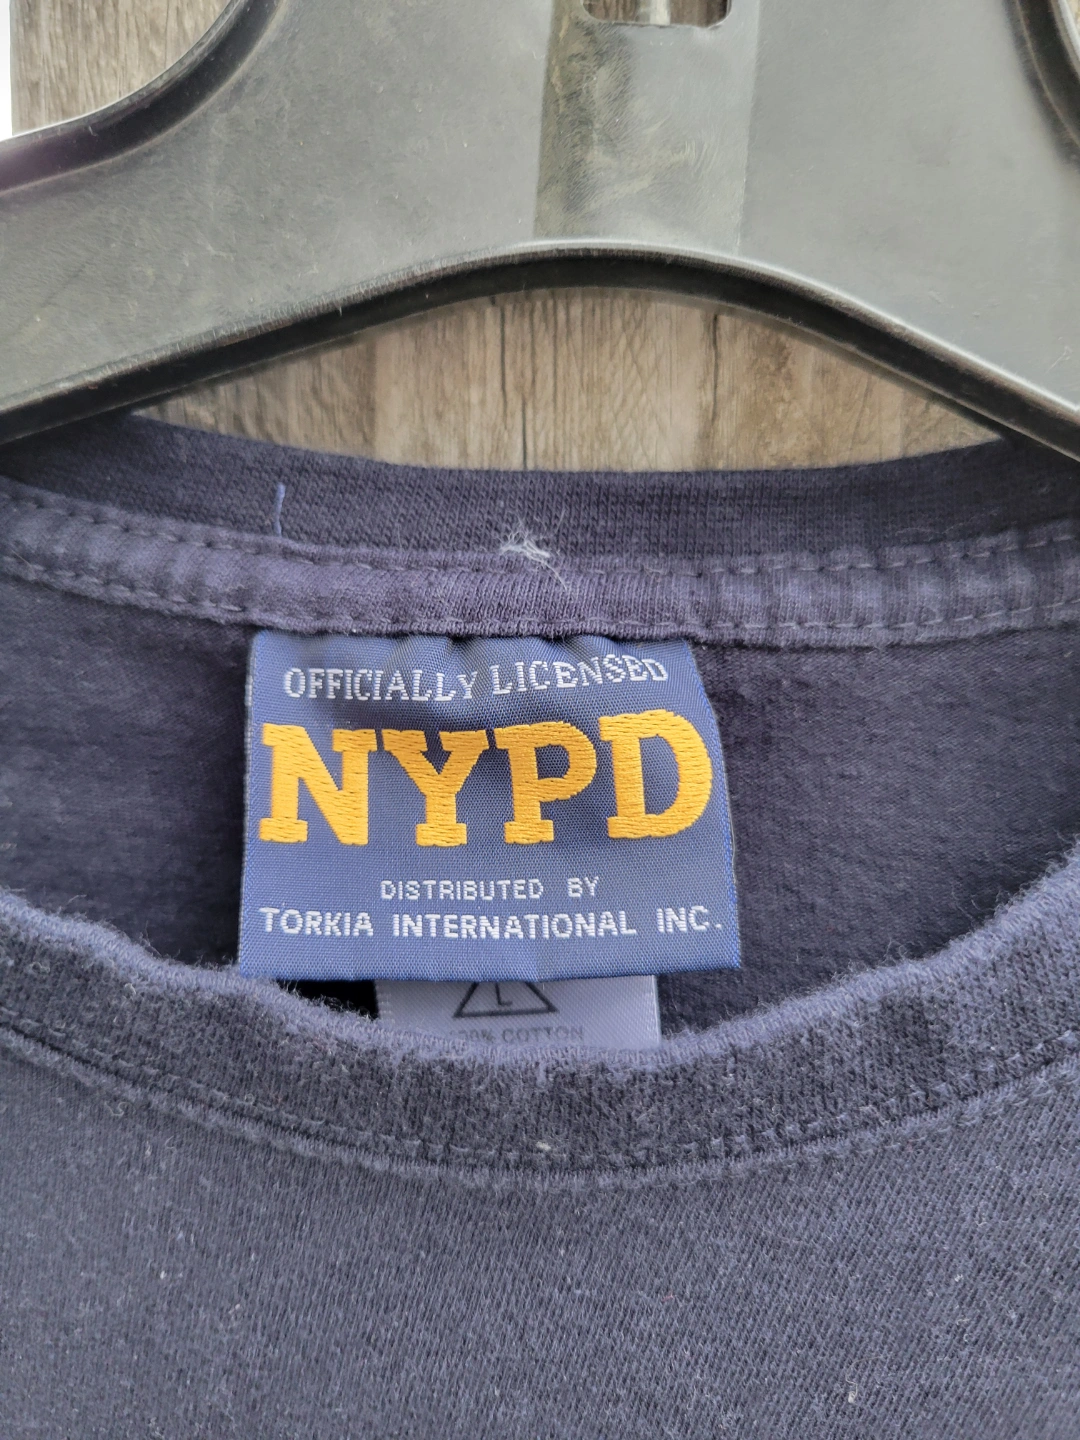 OFFICIALLY LICENSED
NYPD
DISTRIBUTED BY
TORKIA INTERNATIONAL INC.
L
COTTON